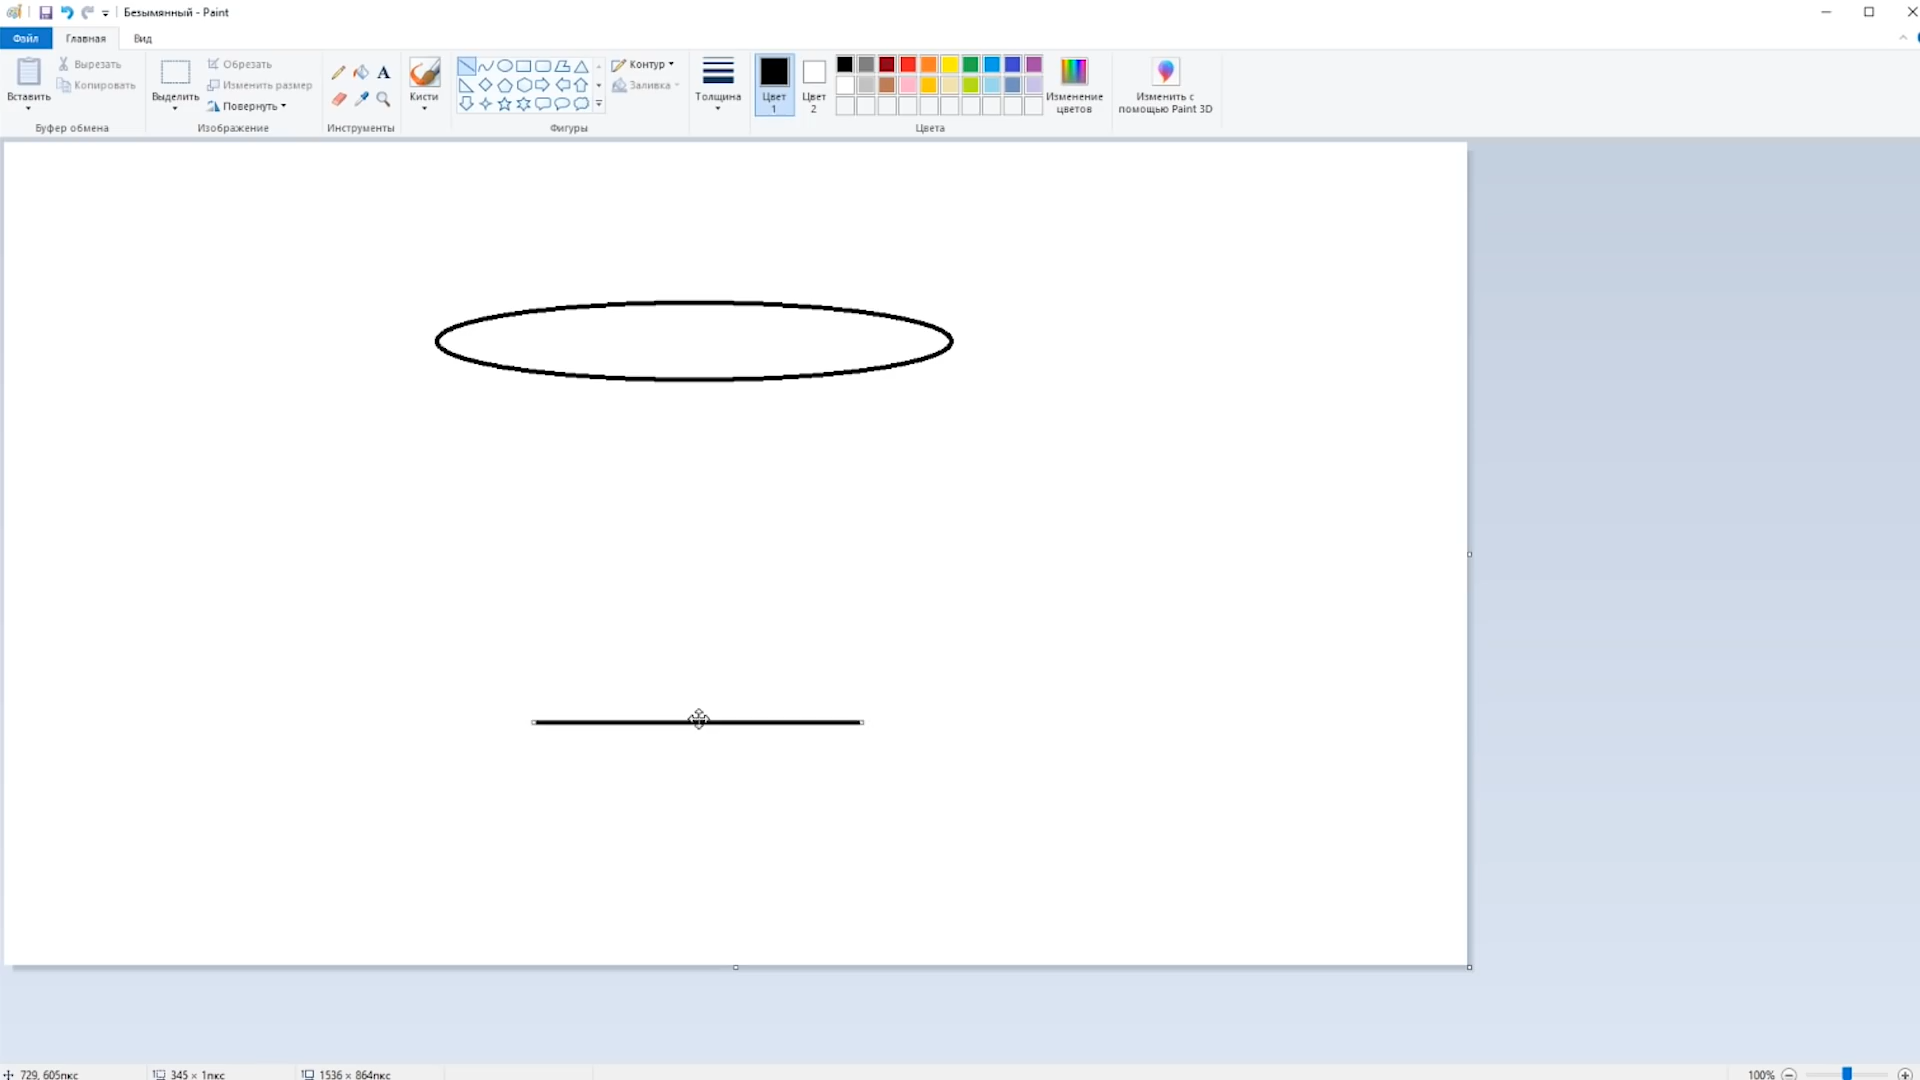 Безымянный - Paint
Файл Главная Вид
Вставить Вырезать Копировать
Буфер обмена
Выделить Обрезать Изменить размер Повернуть
Изображение
A
Инструменты
Кисти
Контур Заливка
Фигуры
Толщина
Цвет 1
Цвет 2
Цвета
Изменение цветов
Изменить с помощью Paint 3D
729, 605пкс 345 × 1пкс 1536 × 864пкс 100%